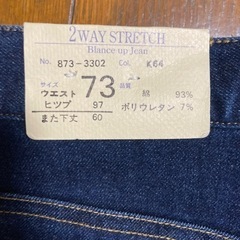 2WAY STRETCH
Blance up Jean
No. 873-3302 Col. K64
サイズ 73 品質
ウエスト 綿 93%
ヒップ 97 ポリウレタン 7%
また下丈 60